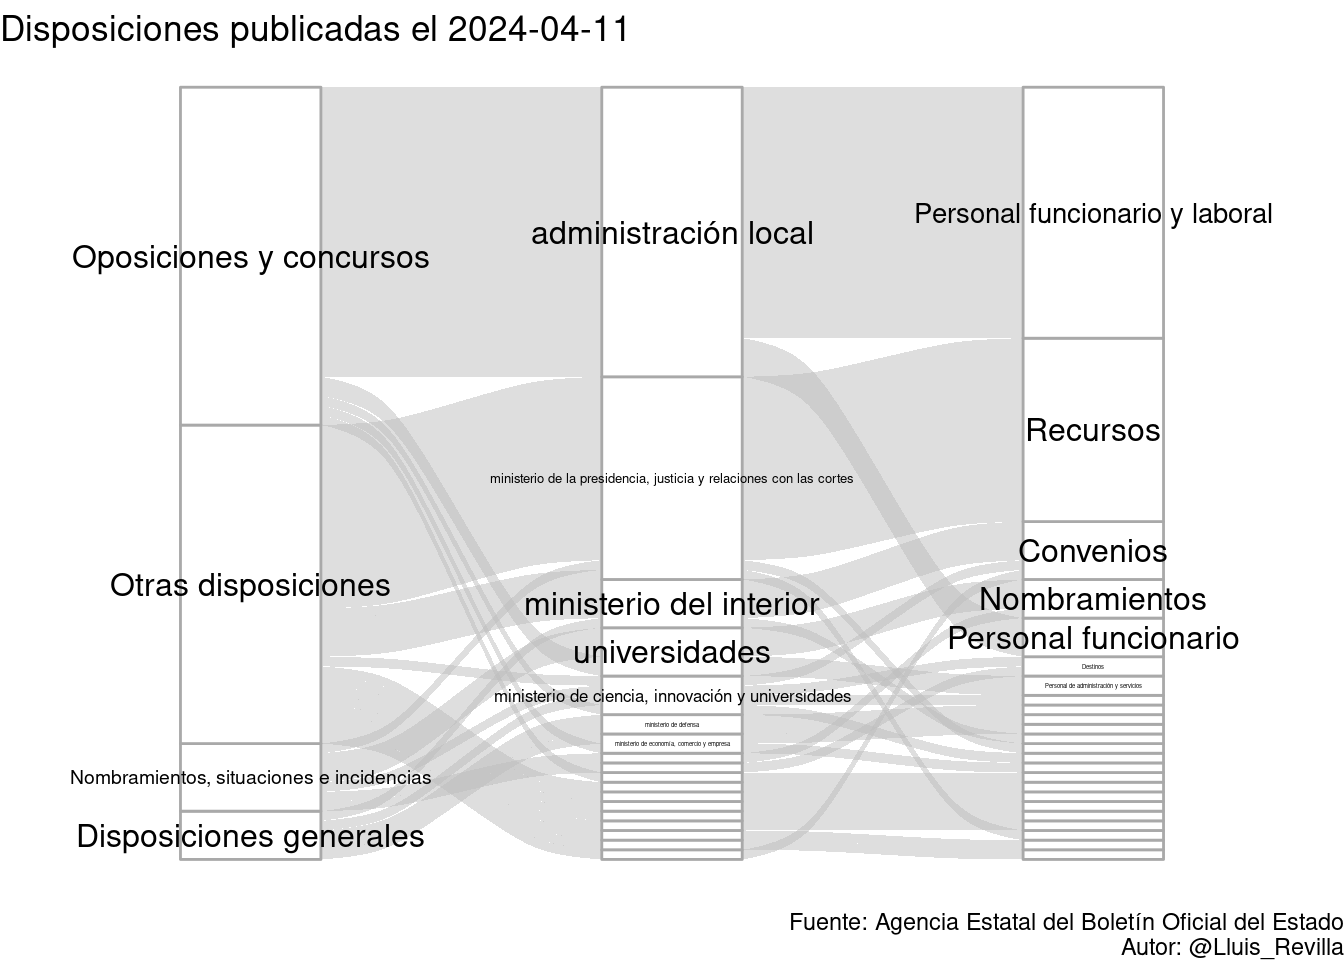 Disposiciones publicadas el 2024-04-11
Oposiciones y concursos
Otras disposiciones
Nombramientos, situaciones e incidencias
Disposiciones generales
administración local
ministerio de la presidencia, justicia y relaciones con las cortes
ministerio del interior
universidades
ministerio de ciencia, innovación y universidades
ministerio de defensa
ministerio de economía, comercio y empresa
Personal funcionario y laboral
Recursos
Convenios
Nombramientos
Personal funcionario
Destinos
Personal de administración y servicios
Fuente: Agencia Estatal del Boletín Oficial del Estado
Autor: @Lluis_Revilla